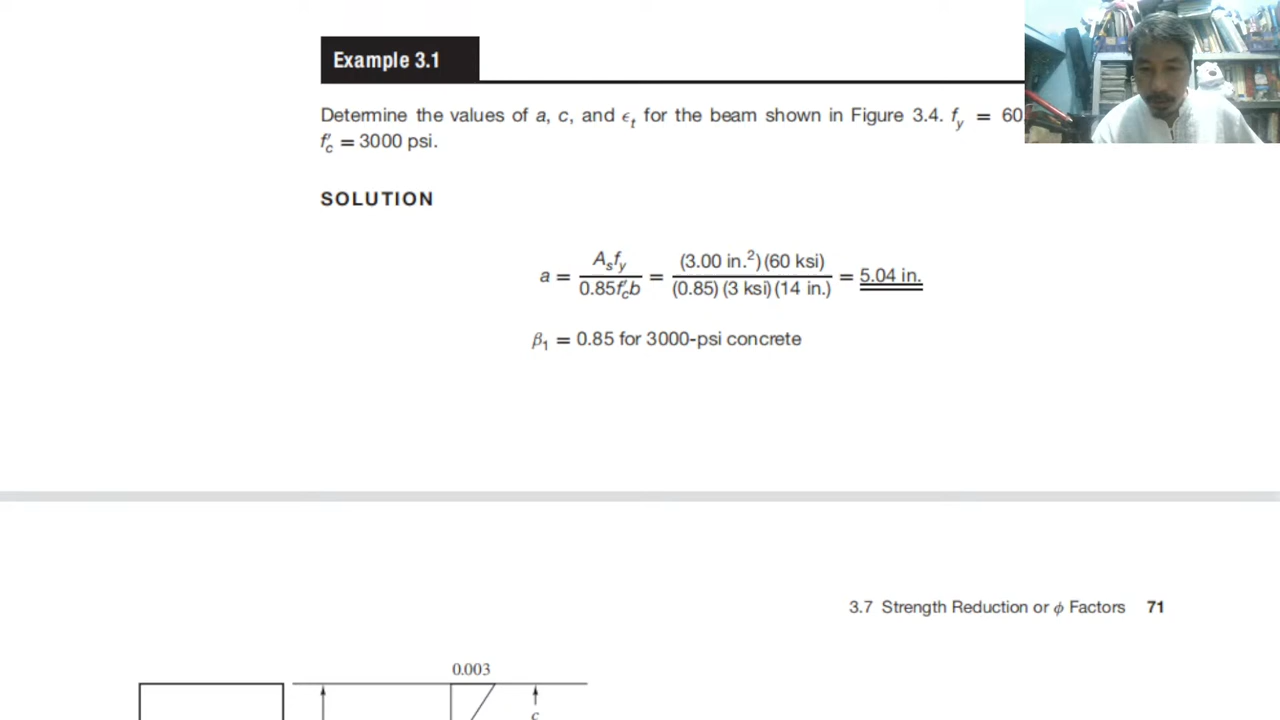 Example 3.1
Determine the values of a, c, and ϵt for the beam shown in Figure 3.4. fy = 60
f′c = 3000 psi.
SOLUTION
a = Asfy / 0.85f′cb = (3.00 in.²)(60 ksi) / (0.85)(3 ksi)(14 in.) = 5.04 in.
β1 = 0.85 for 3000-psi concrete
3.7 Strength Reduction or ϕ Factors 71
0.003
c